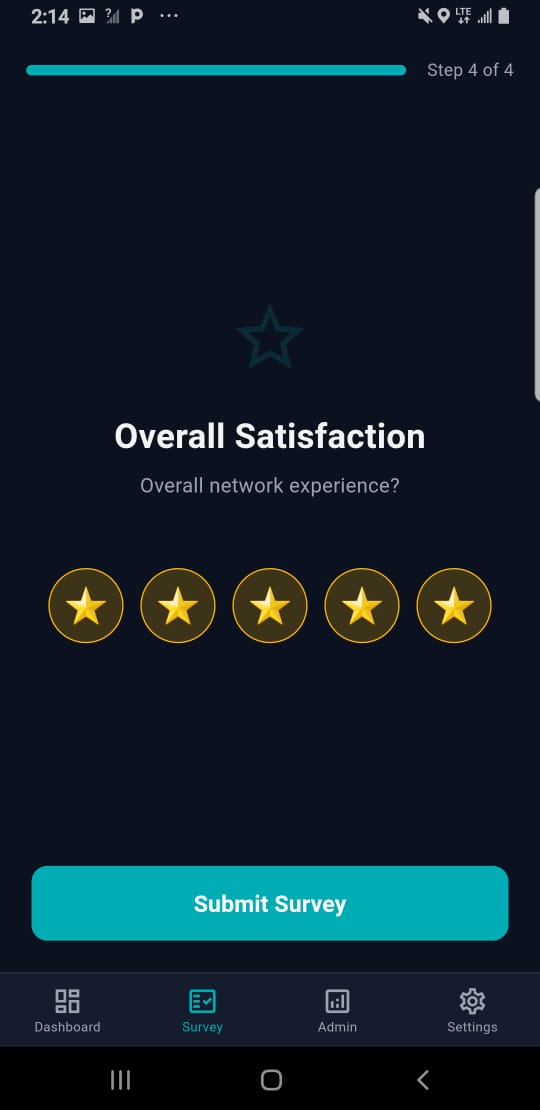 2:14
LTE
Step 4 of 4
Overall Satisfaction
Overall network experience?
Submit Survey
Dashboard
Survey
Admin
Settings